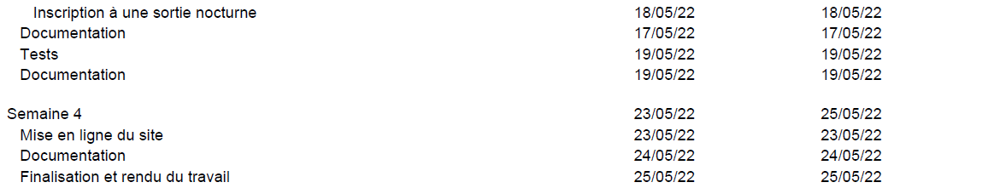 Inscription à une sortie nocturne 18/05/22 18/05/22
Documentation 17/05/22 17/05/22
Tests 19/05/22 19/05/22
Documentation 19/05/22 19/05/22
Semaine 4 23/05/22 25/05/22
Mise en ligne du site 23/05/22 23/05/22
Documentation 24/05/22 24/05/22
Finalisation et rendu du travail 25/05/22 25/05/22